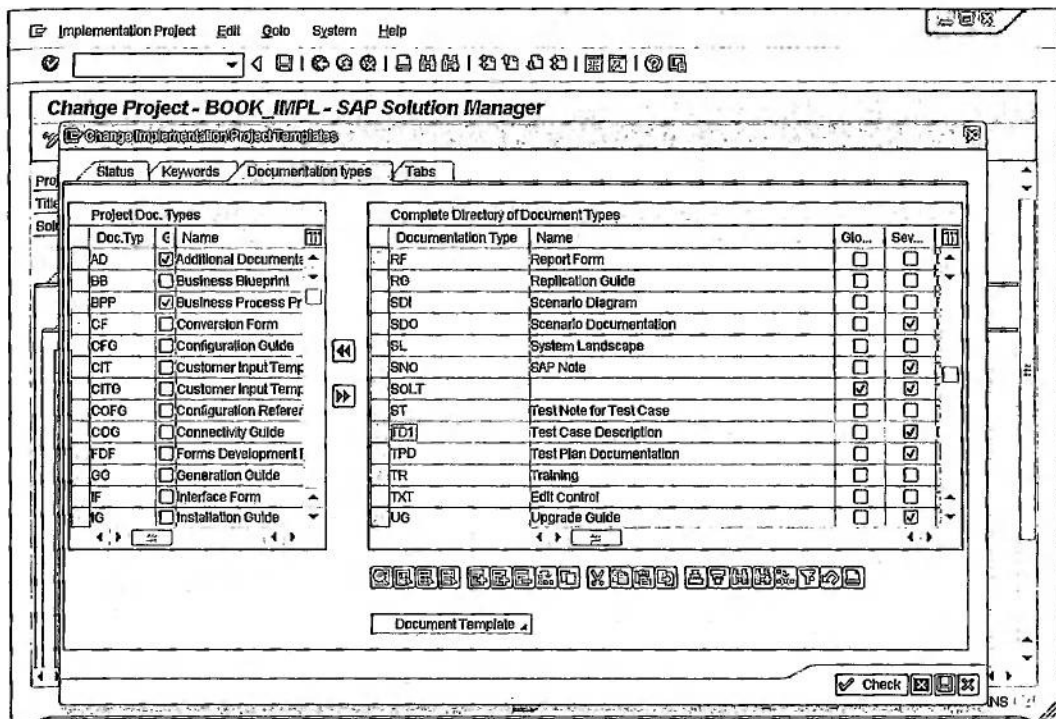 Implementation Project Edit Goto System Help
Change Project - BOOK_IMPL - SAP Solution Manager
Change Implementation Project Templates
Status Keywords Documentation types Tabs
Project Doc. Types
Doc.Typ G Name
AD Additional Documenta
BB Business Blueprint
BPP Business Process Pr
CF Conversion Form
CFG Configuration Guide
CIT Customer Input Temp
CITG Customer Input Temp
COFG Configuration Referen
COG Connectivity Guide
FDF Forms Development
GG Generation Guide
IF Interface Form
IG Installation Guide
Complete Directory of Document Types
Documentation Type Name Glo... Sev...
RF Report Form
RG Replication Guide
SDI Scenario Diagram
SDO Scenario Documentation
SL System Landscape
SNO SAP Note
SOLT
ST Test Note for Test Case
TD1 Test Case Description
TPD Test Plan Documentation
TR Training
TXT Edit Control
UG Upgrade Guide
Document Template
Check